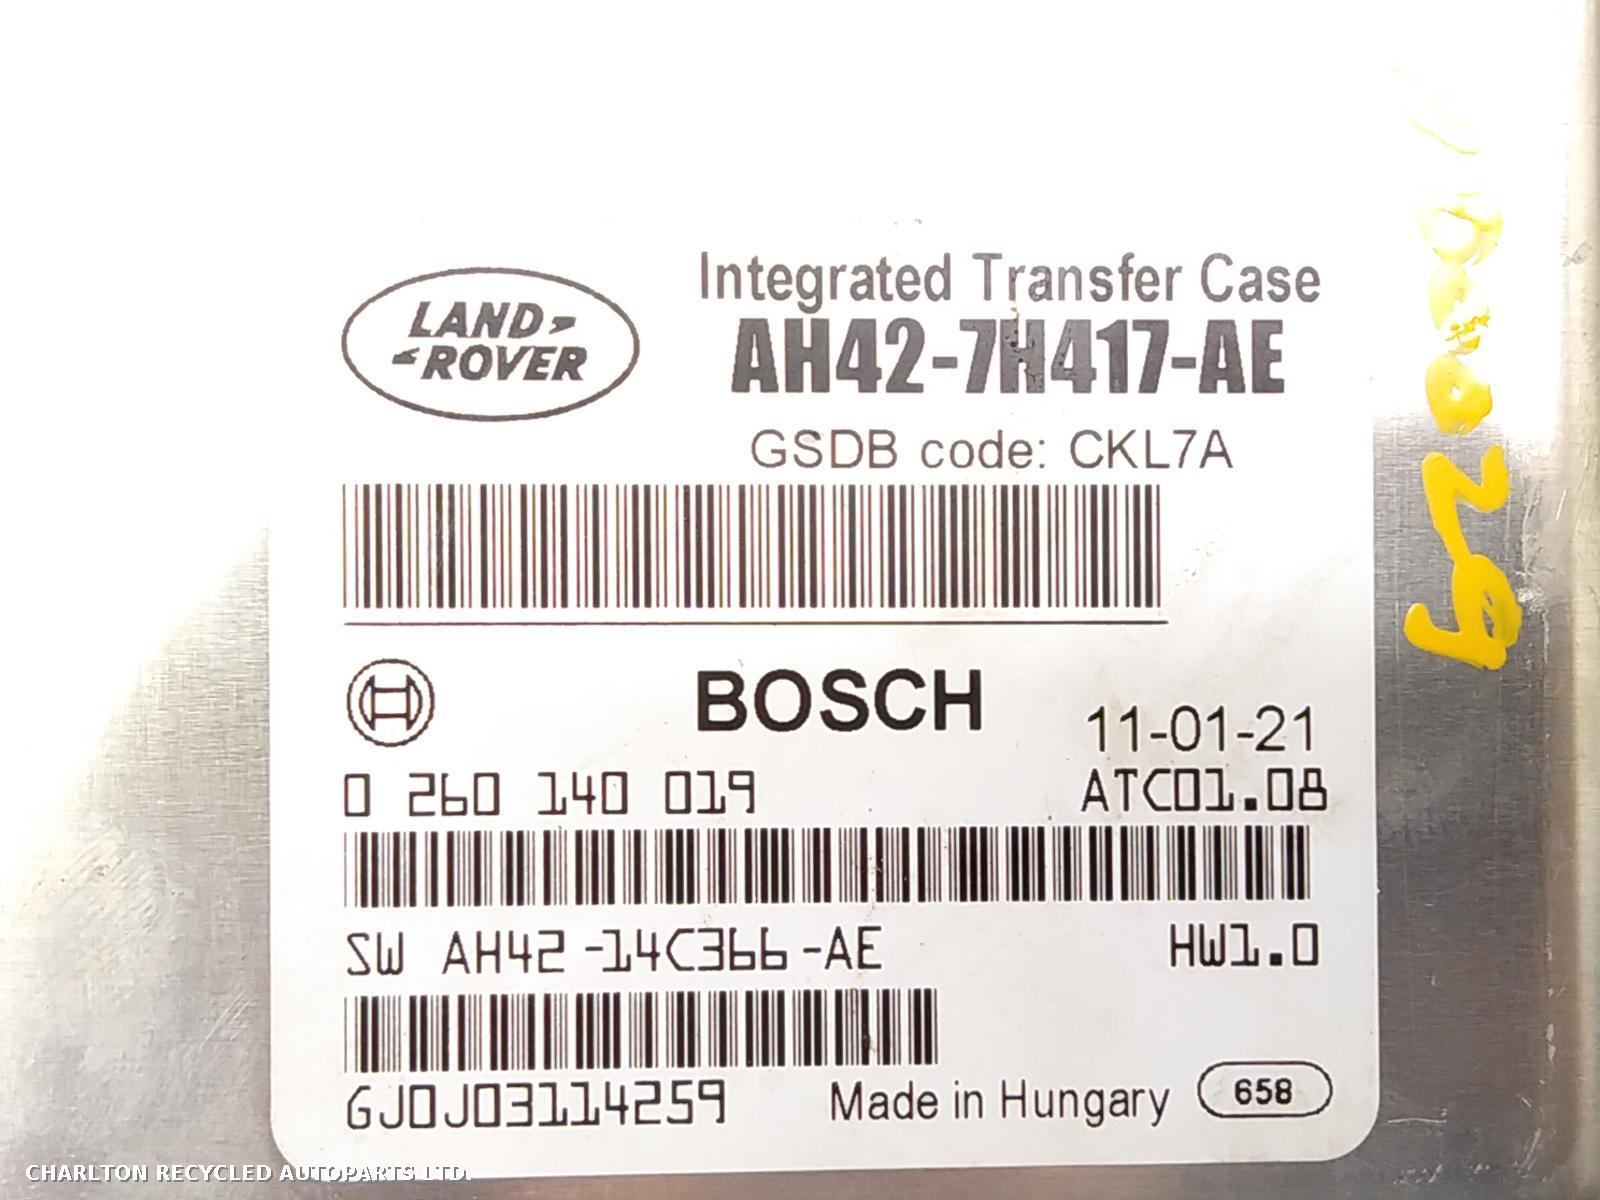 LAND
ROVER
Integrated Transfer Case
AH42-7H417-AE
GSDB code: CKL7A
BOSCH
11-01-21
0 260 140 019
ATC01.08
SW AH42-14C366-AE
HW1.0
GJ0J03114259
Made in Hungary
658
CHARLTON RECYCLED AUTOPARTS LTD.